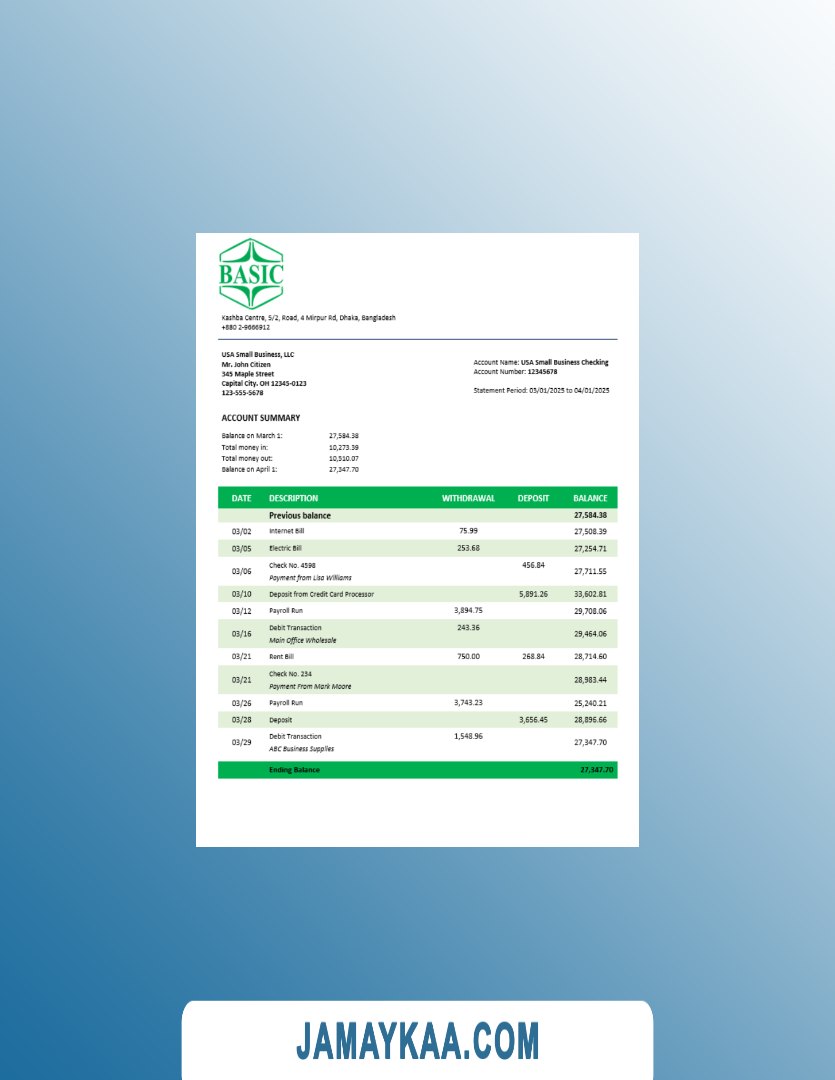 BASIC
Kashba Centre, 5/2, Road, 4 Mirpur Rd, Dhaka, Bangladesh
+880 2-9666912
USA Small Business, LLC
Mr. John Citizen
345 Maple Street
Capital City. OH 12345-0123
123-555-5678
Account Name: USA Small Business Checking
Account Number: 12345678
Statement Period: 03/01/2025 to 04/01/2025
ACCOUNT SUMMARY
Balance on March 1: 27,584.38
Total money in: 10,273.39
Total money out: 10,510.07
Balance on April 1: 27,347.70
DATE DESCRIPTION WITHDRAWAL DEPOSIT BALANCE
Previous balance 27,584.38
03/02 Internet Bill 75.99 27,508.39
03/05 Electric Bill 253.68 27,254.71
03/06 Check No. 4598 456.84 27,711.55
Payment from Lisa Williams
03/10 Deposit from Credit Card Processor 5,891.26 33,602.81
03/12 Payroll Run 3,894.75 29,708.06
03/16 Debit Transaction 243.36 29,464.06
Main Office Wholesale
03/21 Rent Bill 750.00 268.84 28,714.60
03/21 Check No. 234 28,983.44
Payment From Mark Moore
03/26 Payroll Run 3,743.23 25,240.21
03/28 Deposit 3,656.45 28,896.66
03/29 Debit Transaction 1,548.96 27,347.70
ABC Business Supplies
Ending Balance 27,347.70
JAMAYKAA.COM